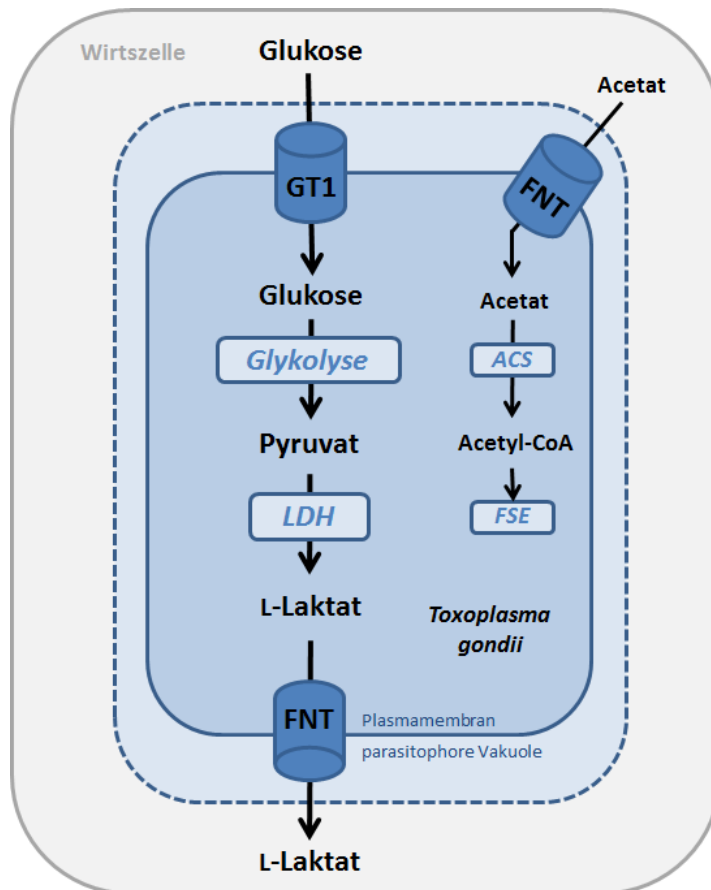 Wirtszelle
Glukose
Acetat
GT1
FNT
Glukose
Acetat
Glykolyse
ACS
Pyruvat
Acetyl-CoA
LDH
FSE
L-Laktat
Toxoplasma
gondii
FNT
Plasmamembran
parasitophore Vakuole
L-Laktat